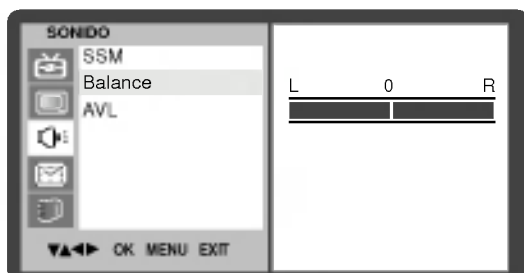 SONIDO
SSM
Balance
AVL
L 0 R
▼▲◄► OK MENU EXIT